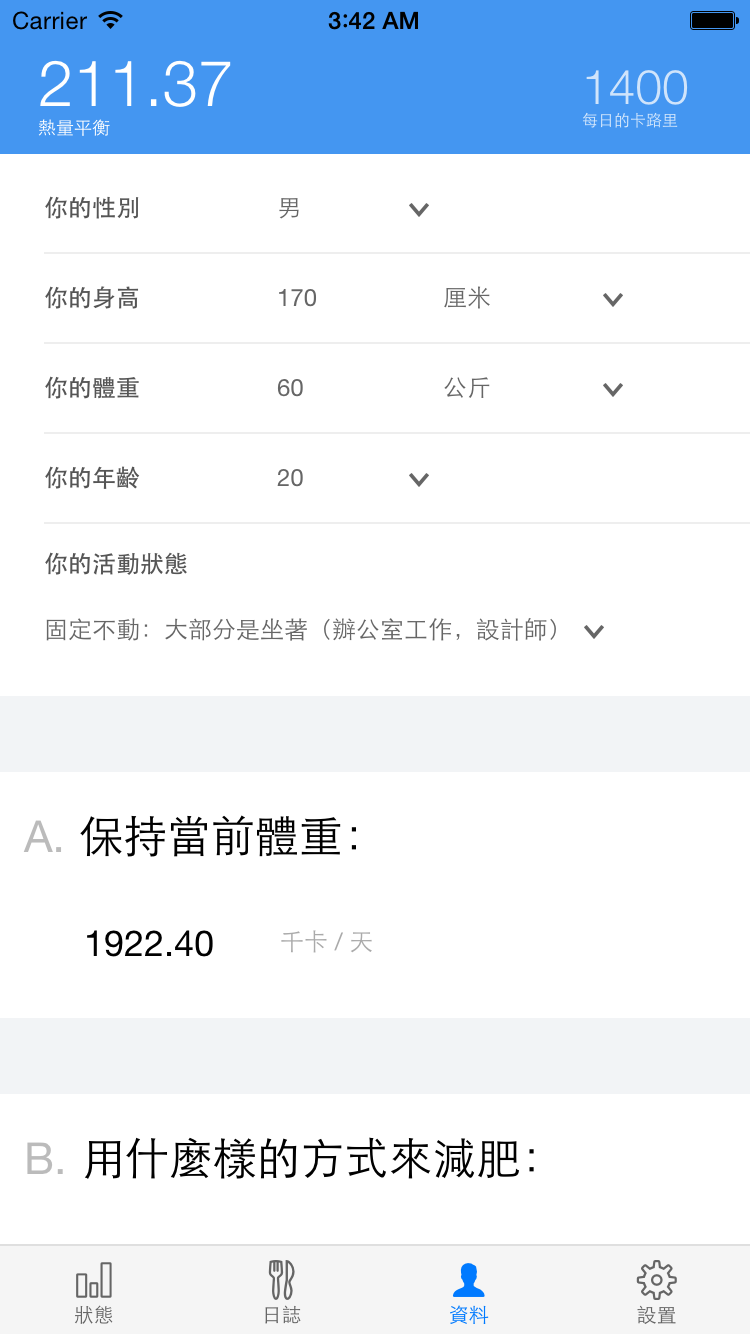 Carrier 3:42 AM
211.37 1400
熱量平衡 每日的卡路里
你的性別 男
你的身高 170 厘米
你的體重 60 公斤
你的年齡 20
你的活動狀態
固定不動：大部分是坐著（辦公室工作，設計師）
A. 保持當前體重：
1922.40 千卡 / 天
B. 用什麼樣的方式來減肥：
狀態 日誌 資料 設置